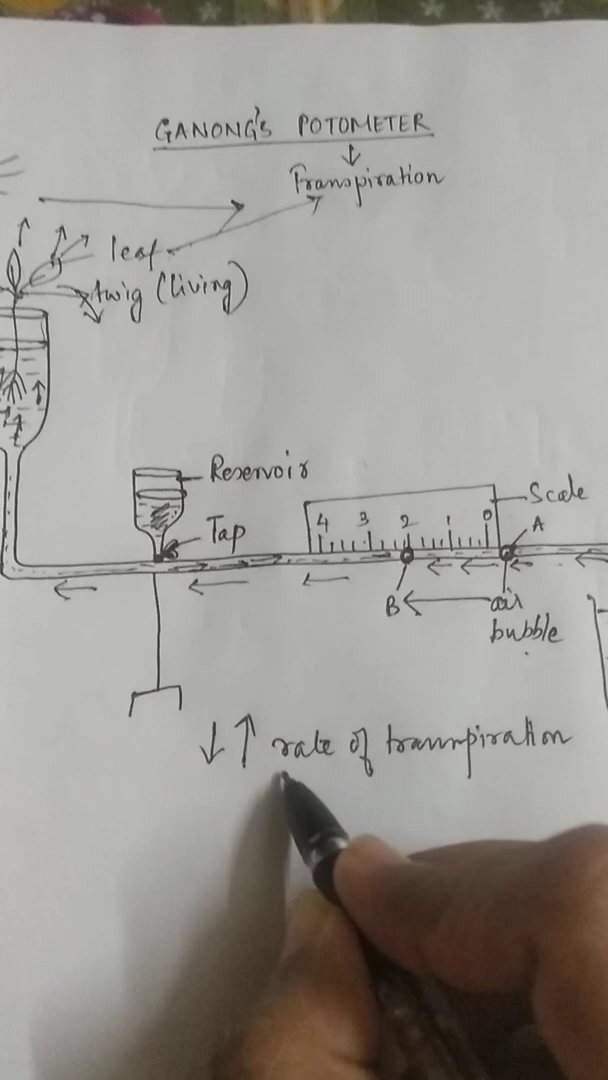 GANONG'S POTOMETER
Transpiration
leaf
twig (living)
Reservoir
Tap
4 3 2 1 0
Scale
A
B
air
bubble
rate of transpiration